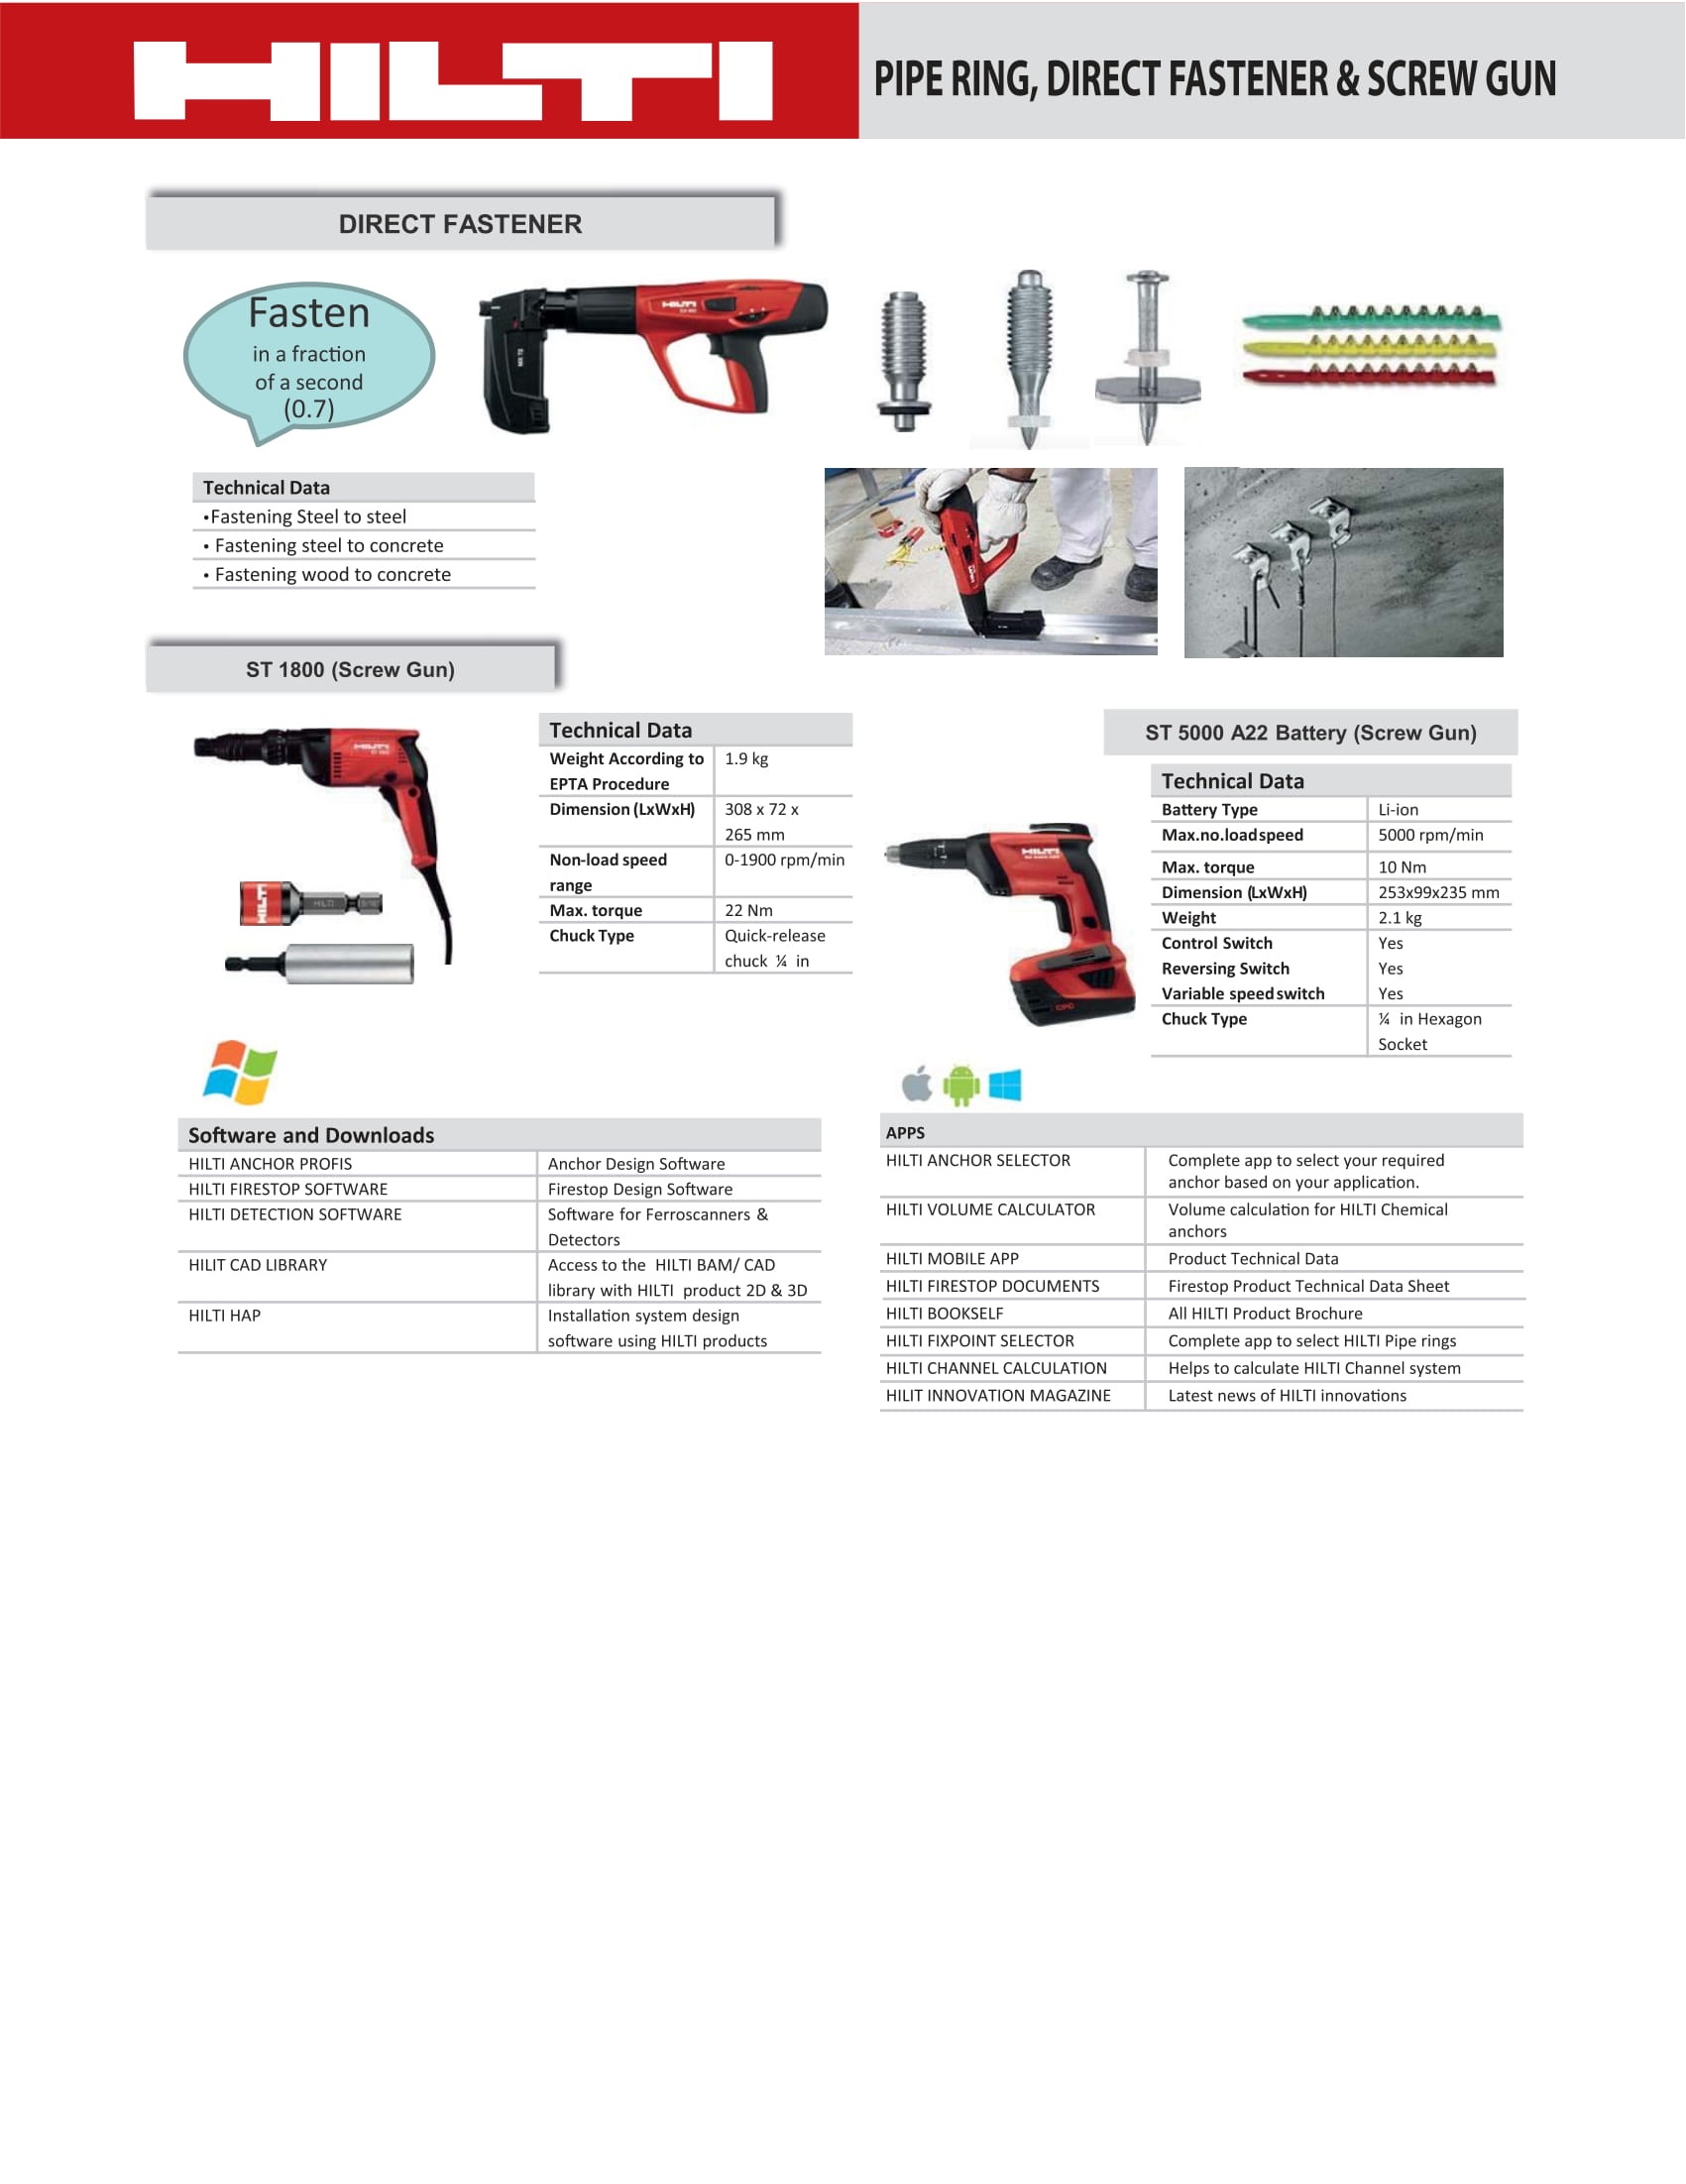 HILTI
PIPE RING, DIRECT FASTENER & SCREW GUN
DIRECT FASTENER
Fasten
in a fraction
of a second
(0.7)
HILTI
Technical Data
•Fastening Steel to steel
• Fastening steel to concrete
• Fastening wood to concrete
ST 1800 (Screw Gun)
HILTI
HILTI
HILTI
Technical Data
Weight According to 1.9 kg
EPTA Procedure
Dimension (LxWxH) 308 x 72 x
265 mm
Non-load speed 0-1900 rpm/min
range
Max. torque 22 Nm
Chuck Type Quick-release
chuck ¼ in
ST 5000 A22 Battery (Screw Gun)
HILTI
Technical Data
Battery Type Li-ion
Max.no.load speed 5000 rpm/min
Max. torque 10 Nm
Dimension (LxWxH) 253x99x235 mm
Weight 2.1 kg
Control Switch Yes
Reversing Switch Yes
Variable speed switch Yes
Chuck Type ¼ in Hexagon
Socket
Software and Downloads
HILTI ANCHOR PROFIS Anchor Design Software
HILTI FIRESTOP SOFTWARE Firestop Design Software
HILTI DETECTION SOFTWARE Software for Ferroscanners &
Detectors
HILIT CAD LIBRARY Access to the HILTI BAM/ CAD
library with HILTI product 2D & 3D
HILTI HAP Installation system design
software using HILTI products
APPS
HILTI ANCHOR SELECTOR Complete app to select your required
anchor based on your application.
HILTI VOLUME CALCULATOR Volume calculation for HILTI Chemical
anchors
HILTI MOBILE APP Product Technical Data
HILTI FIRESTOP DOCUMENTS Firestop Product Technical Data Sheet
HILTI BOOKSELF All HILTI Product Brochure
HILTI FIXPOINT SELECTOR Complete app to select HILTI Pipe rings
HILTI CHANNEL CALCULATION Helps to calculate HILTI Channel system
HILIT INNOVATION MAGAZINE Latest news of HILTI innovations